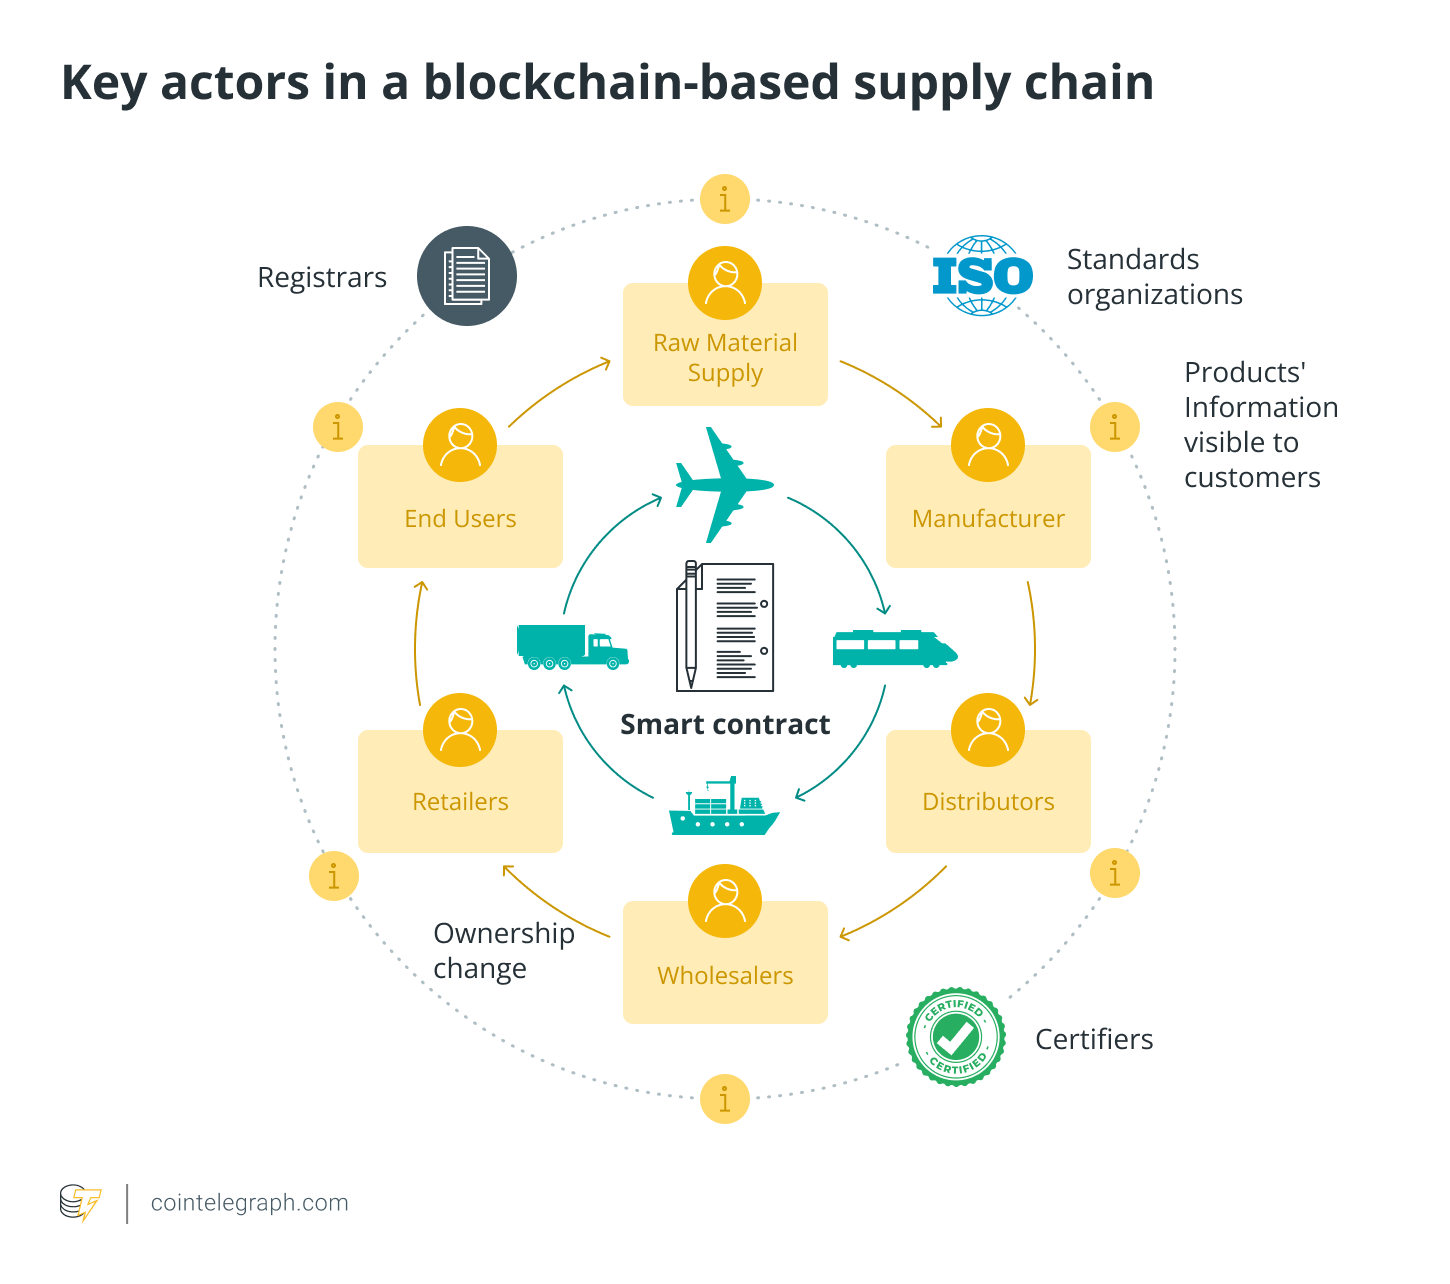 Key actors in a blockchain-based supply chain
i
Registrars
ISO
Standards
organizations
Raw Material
Supply
Products'
Information
visible to
customers
i
i
End Users
Manufacturer
Smart contract
Retailers
Distributors
i
i
Ownership
change
Wholesalers
- CERTIFIED -
- CERTIFIED -
Certifiers
i
cointelegraph.com